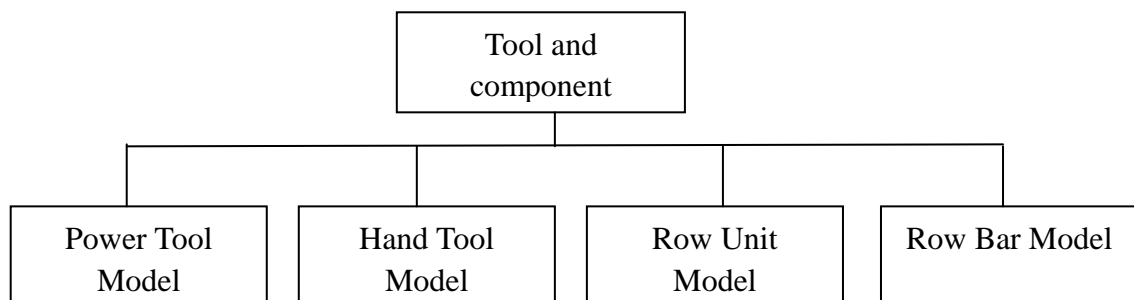 Tool and
component
Power Tool
Model
Hand Tool
Model
Row Unit
Model
Row Bar Model